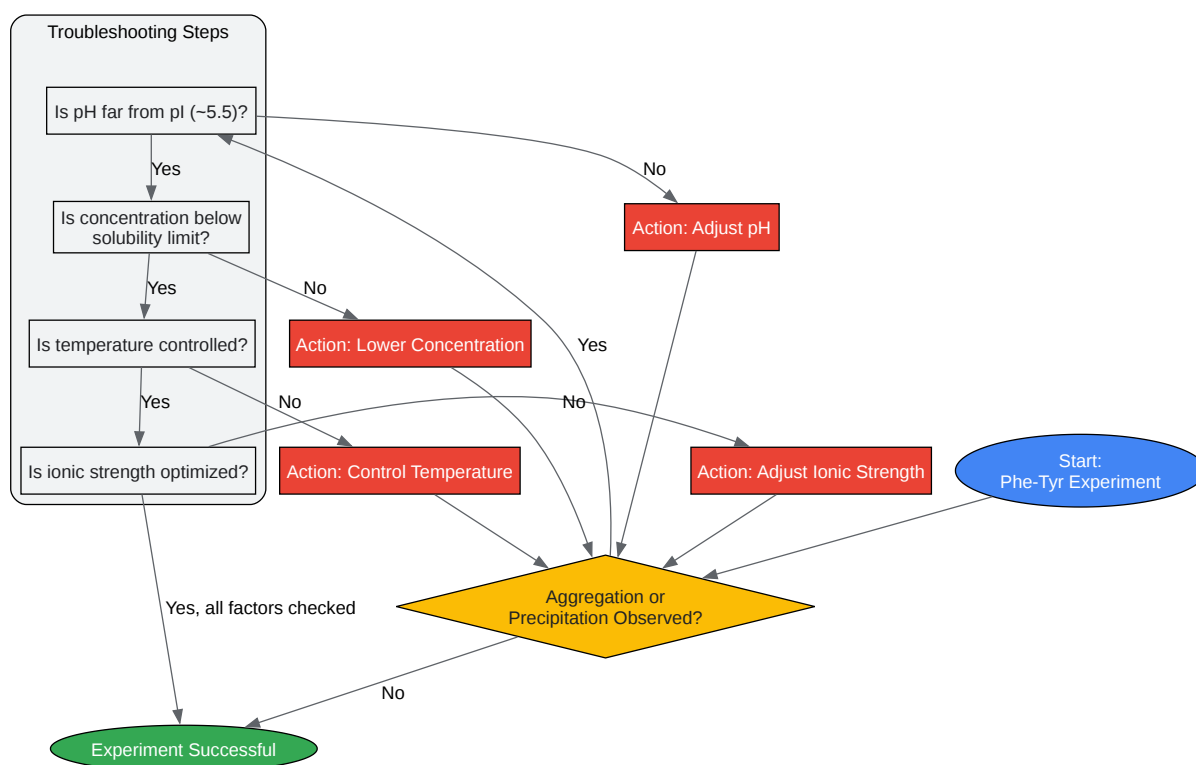 Troubleshooting Steps
Is pH far from pI (~5.5)?
Yes
No
Is concentration below
solubility limit?
Action: Adjust pH
Yes
No
Is temperature controlled?
Action: Lower Concentration
Yes
Yes
No
No
Is ionic strength optimized?
Action: Control Temperature
Action: Adjust Ionic Strength
Start:
Phe-Tyr Experiment
Yes, all factors checked
Aggregation or
Precipitation Observed?
No
Experiment Successful